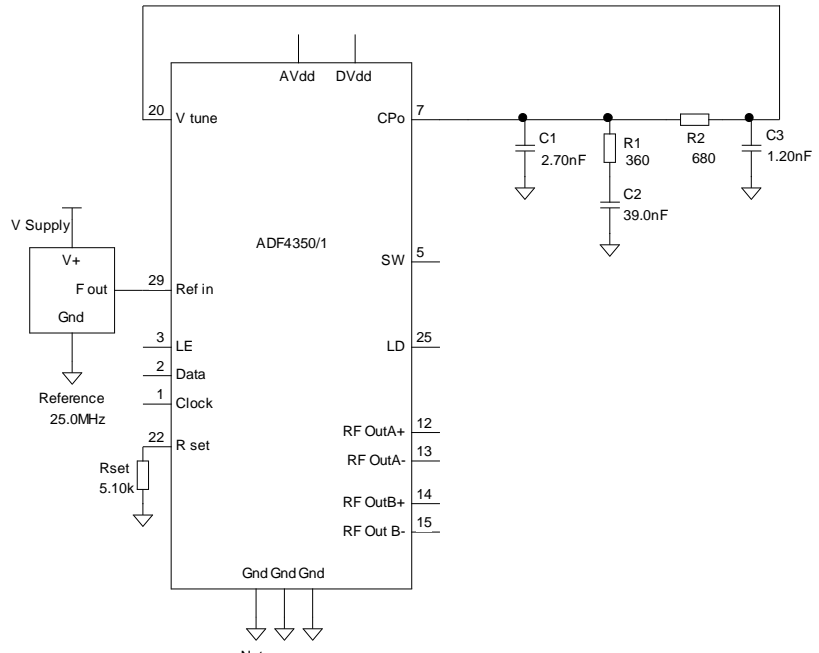 AVdd
DVdd
20
V tune
CPo
7
C1
2.70nF
R1
360
R2
680
C3
1.20nF
C2
39.0nF
V Supply
V+
F out
Gnd
ADF4350/1
SW
5
29
Ref in
3
LE
LD
25
2
Data
1
Clock
Reference
25.0MHz
22
R set
Rset
5.10k
RF OutA+
12
RF OutA-
13
RF OutB+
14
RF Out B-
15
Gnd Gnd Gnd